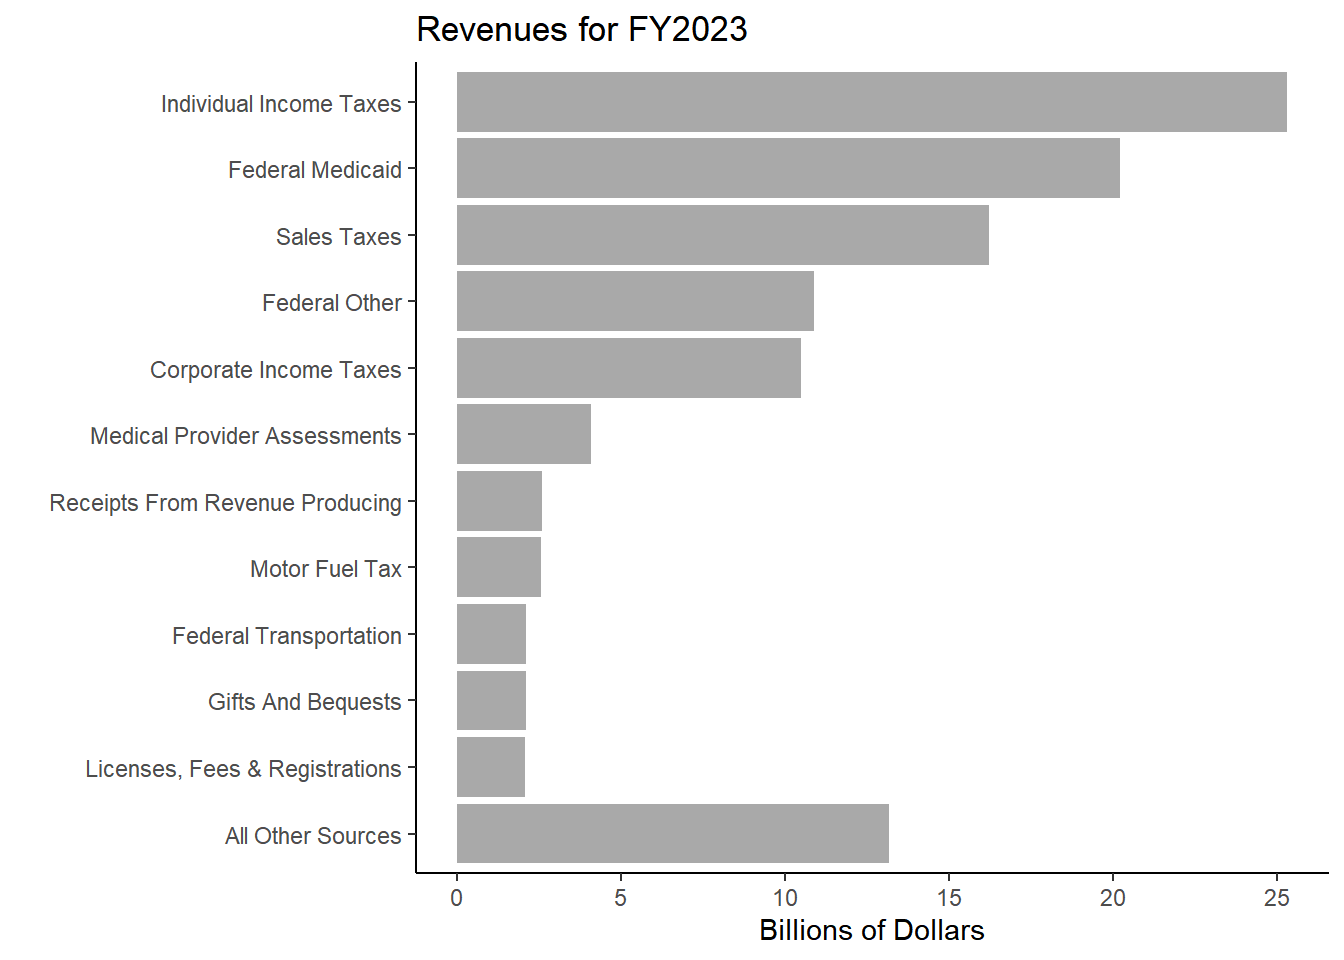 Revenues for FY2023
Individual Income Taxes
Federal Medicaid
Sales Taxes
Federal Other
Corporate Income Taxes
Medical Provider Assessments
Receipts From Revenue Producing
Motor Fuel Tax
Federal Transportation
Gifts And Bequests
Licenses, Fees & Registrations
All Other Sources
0 5 10 15 20 25
Billions of Dollars